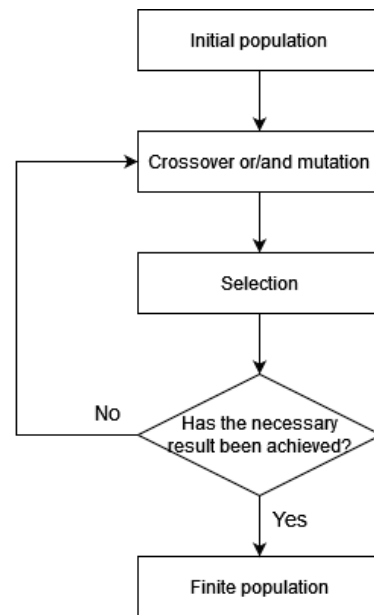 Initial population
Crossover or/and mutation
Selection
Has the necessary
result been achieved?
No
Yes
Finite population